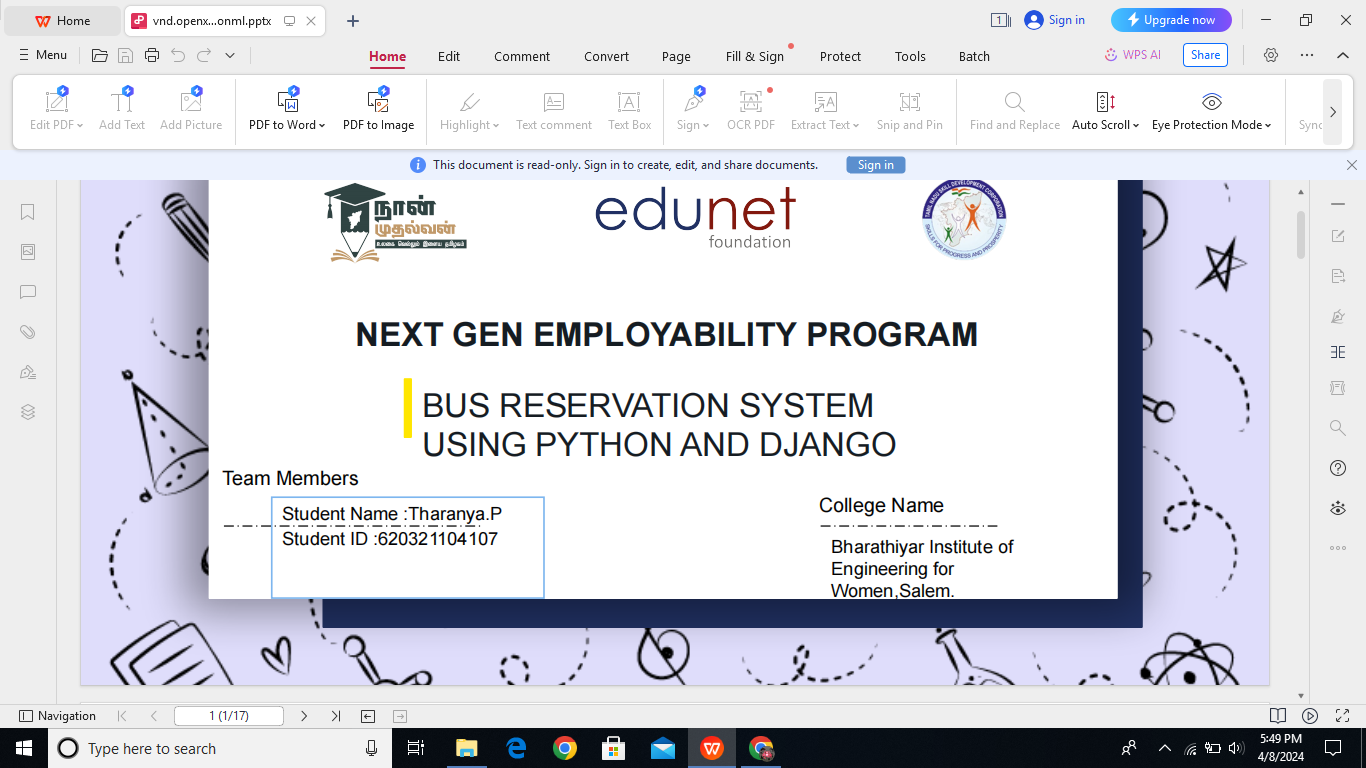 Home
vnd.openx...onml.pptx
1
Sign in
Upgrade now
Menu
Home
Edit
Comment
Convert
Page
Fill & Sign
Protect
Tools
Batch
WPS AI
Share
Edit PDF
Add Text
Add Picture
PDF to Word
PDF to Image
Highlight
Text comment
Text Box
Sign
OCR PDF
Extract Text
Snip and Pin
Find and Replace
Auto Scroll
Eye Protection Mode
Sync
This document is read-only. Sign in to create, edit, and share documents.
Sign in
நான்
முதல்வன்
உலகை வெல்லும் இளைய தமிழகம்
edunet
foundation
TAMIL NADU SKILL DEVELOPMENT CORPORATION
SKILLS FOR PROGRESS AND PROSPERITY
NEXT GEN EMPLOYABILITY PROGRAM
BUS RESERVATION SYSTEM
USING PYTHON AND DJANGO
Team Members
Student Name :Tharanya.P
Student ID :620321104107
College Name
Bharathiyar Institute of
Engineering for
Women,Salem.
Navigation
1 (1/17)
Type here to search
5:49 PM
4/8/2024